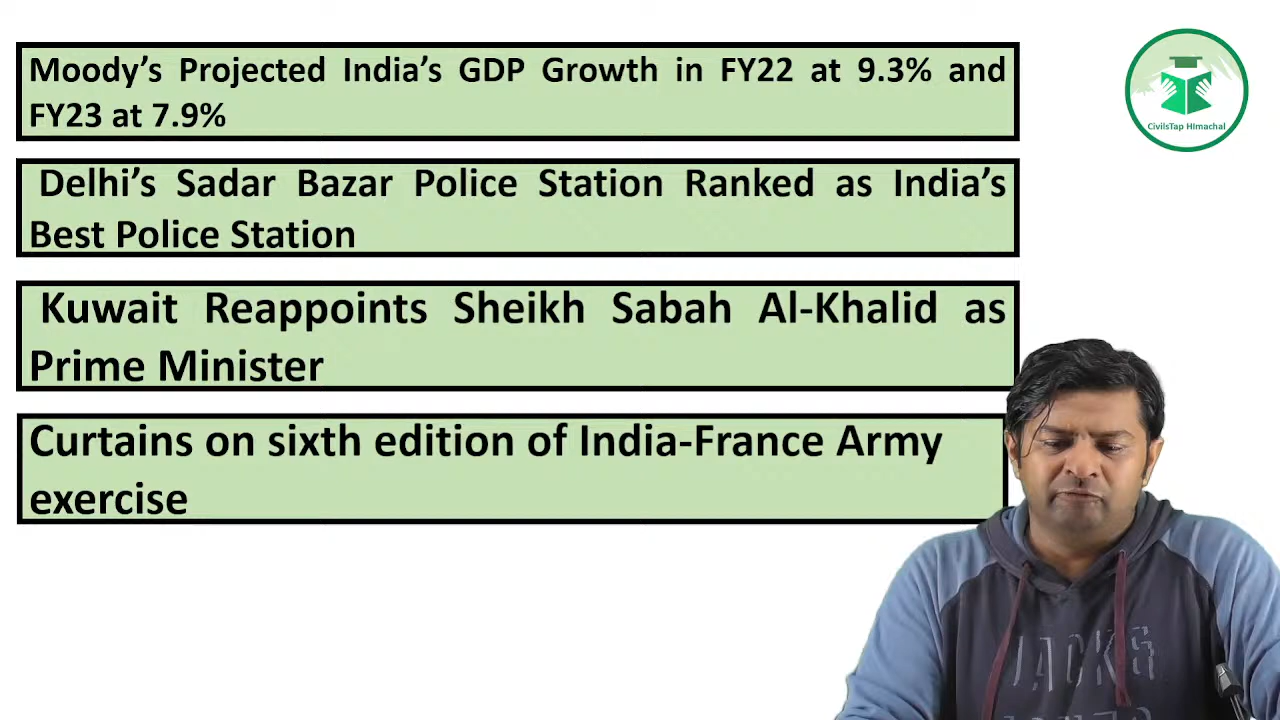 Moody's Projected India's GDP Growth in FY22 at 9.3% and
FY23 at 7.9%
Delhi's Sadar Bazar Police Station Ranked as India's
Best Police Station
Kuwait Reappoints Sheikh Sabah Al-Khalid as
Prime Minister
Curtains on sixth edition of India-France Army
exercise
CivilsTap HImachal
JACKS